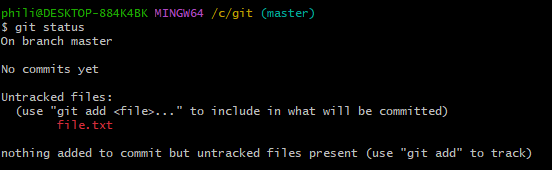 phili@DESKTOP-884K4BK MINGW64 /c/git (master)
$ git status
On branch master

No commits yet

Untracked files:
  (use "git add <file>..." to include in what will be committed)
        file.txt

nothing added to commit but untracked files present (use "git add" to track)